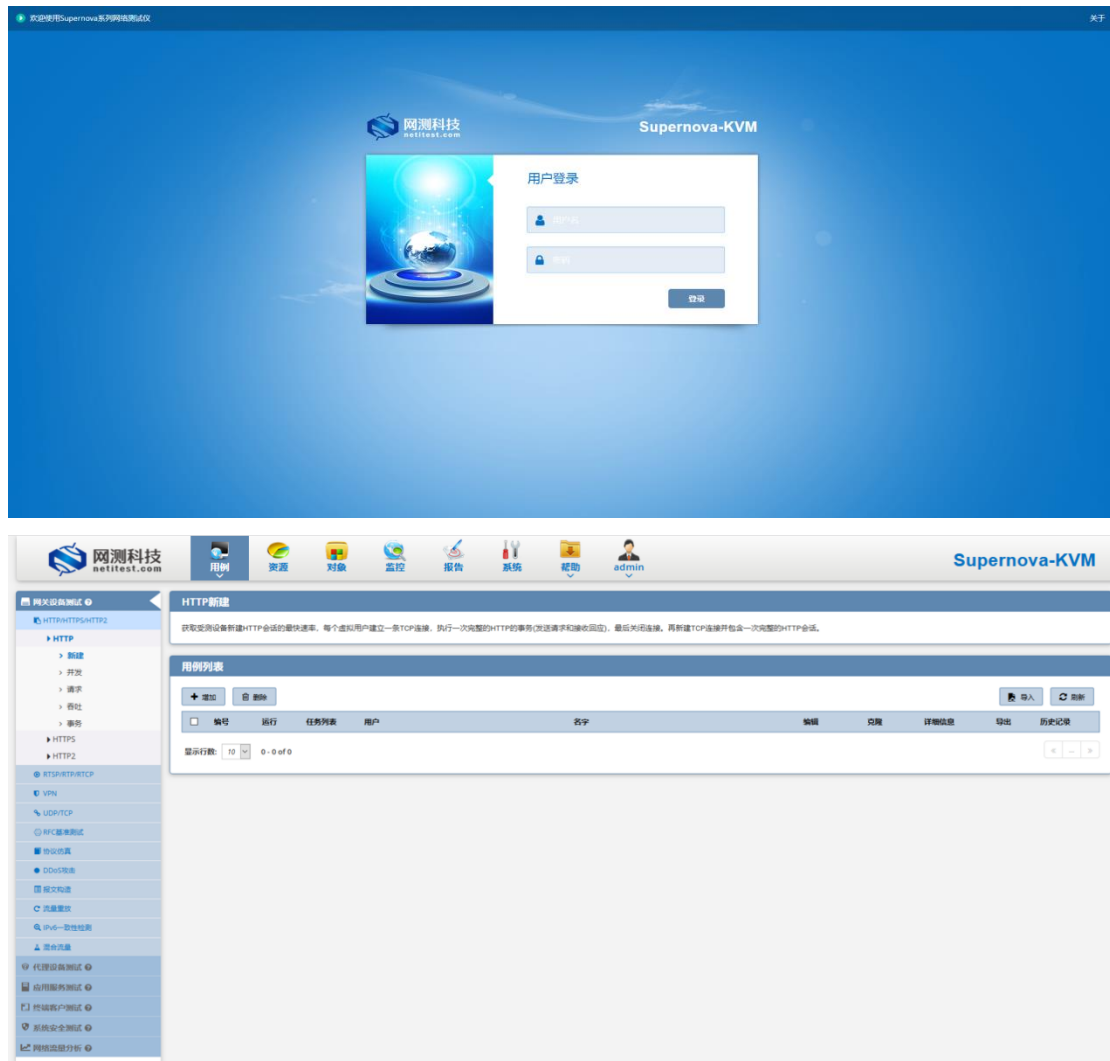 欢迎使用Supernova系列网络测试仪 关于
网测科技 Supernova-KVM
netitest.com
用户登录
用户名
密码
登录
网测科技
netitest.com
用例 资源 对象 监控 报告 系统 帮助 admin
Supernova-KVM
网关设备测试
HTTP/HTTPS/HTTP2
HTTP
新建
并发
请求
吞吐
事务
HTTPS
HTTP2
RTSP/RTP/RTCP
VPN
UDP/TCP
RFC基准测试
协议仿真
DDoS攻击
报文构造
流量重放
IPv6一致性检测
混合流量
代理设备测试
应用服务测试
终端客户测试
系统安全测试
网络流量分析
HTTP新建
获取受测设备新建HTTP会话的最快速率、每个虚拟用户建立一条TCP连接、执行一次完整的HTTP的事务(发送请求和接收回应)、最后关闭连接。再新建TCP连接并包含一次完整的HTTP会话。
用例列表
增加 删除 导入 刷新
编号 运行 任务列表 用户 名字 编辑 克隆 详细信息 导出 历史记录
显示行数: 10 0 - 0 of 0 « ... »